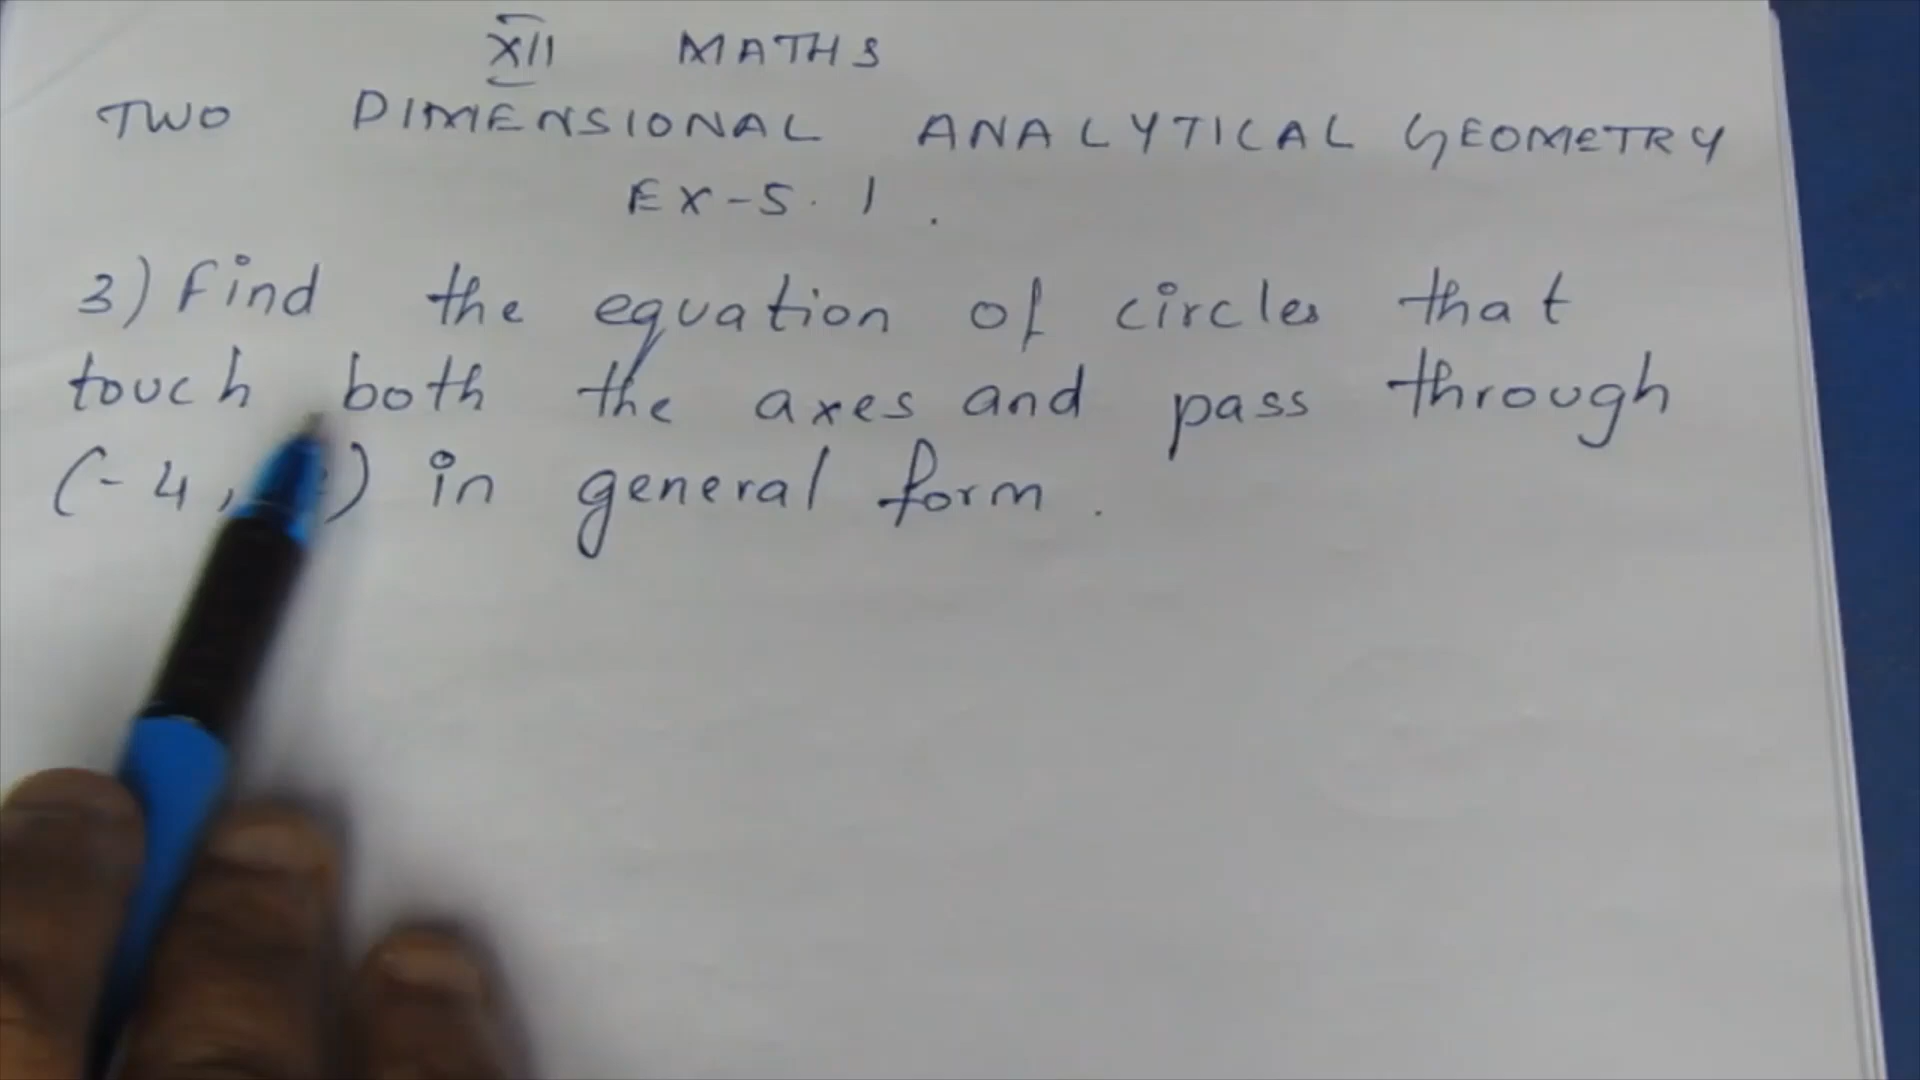 XII MATHS
TWO DIMENSIONAL ANALYTICAL GEOMETRY
EX-5.1.
3) Find the equation of circles that
touch both the axes and pass through
(-4, ) in general form.